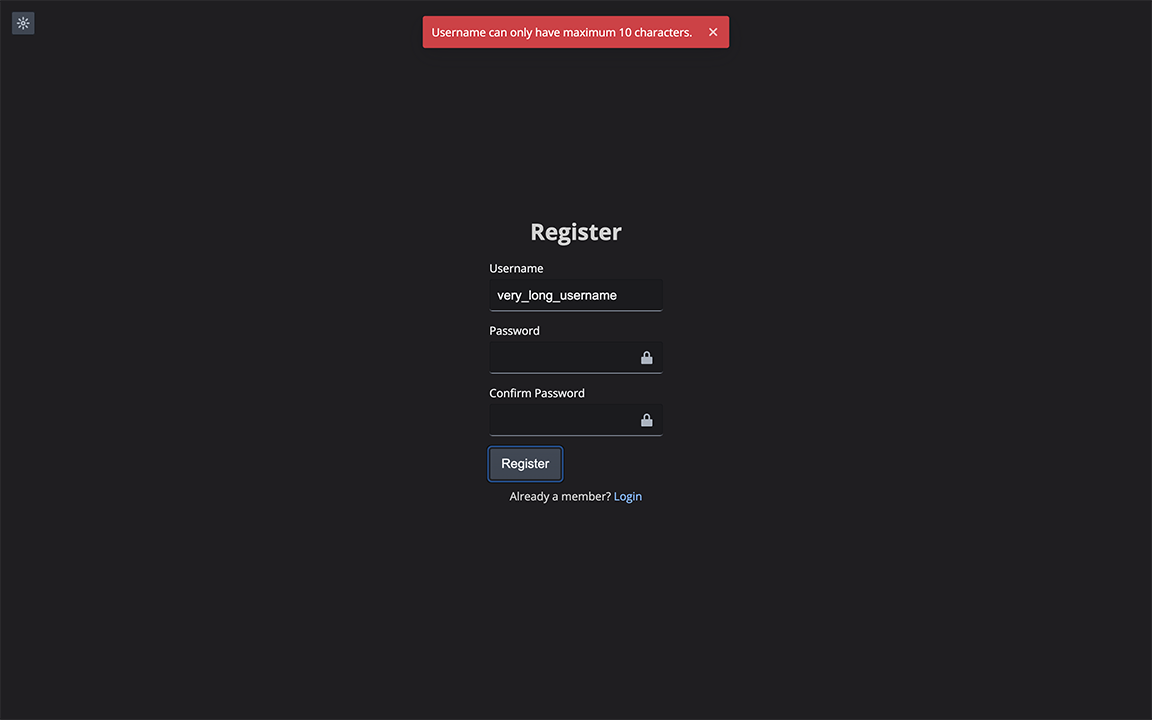 Username can only have maximum 10 characters.
Register
Username
very_long_username
Password
Confirm Password
Register
Already a member? Login